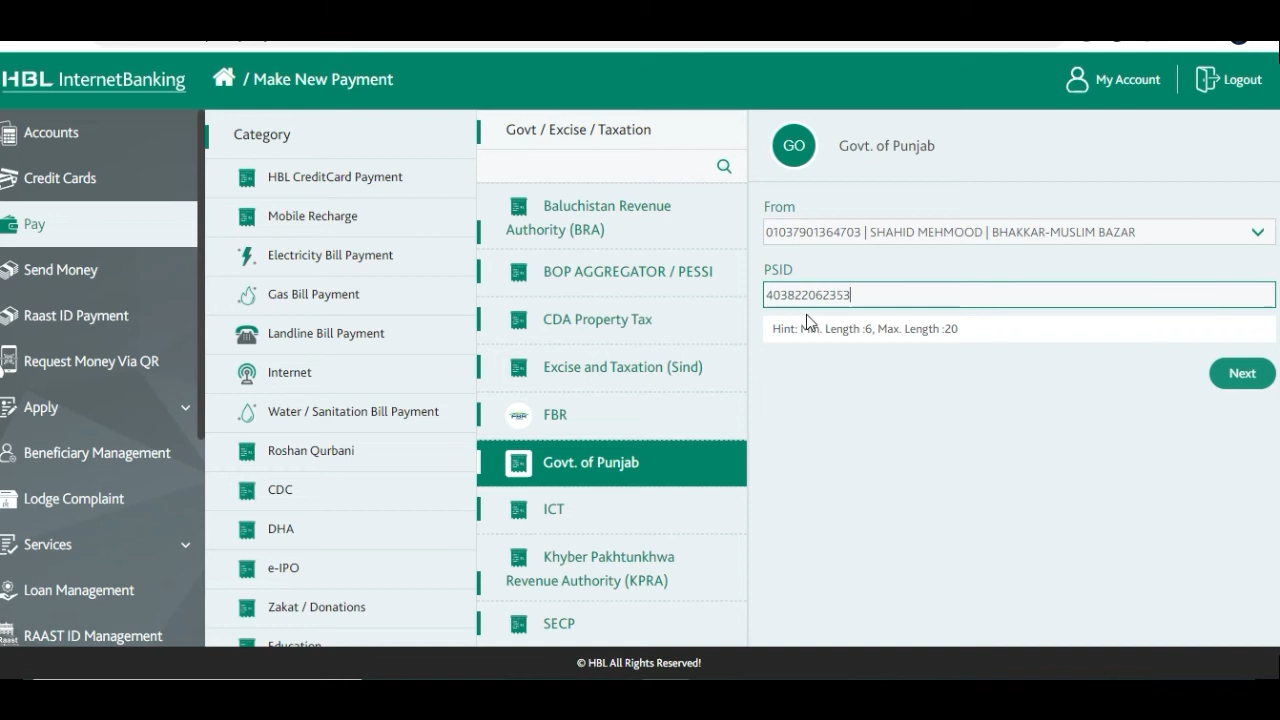 HBL InternetBanking
/ Make New Payment
My Account
Logout
Accounts
Credit Cards
Pay
Send Money
Raast ID Payment
Request Money Via QR
Apply
Beneficiary Management
Lodge Complaint
Services
Loan Management
RAAST ID Management
Category
HBL CreditCard Payment
Mobile Recharge
Electricity Bill Payment
Gas Bill Payment
Landline Bill Payment
Internet
Water / Sanitation Bill Payment
Roshan Qurbani
CDC
DHA
e-IPO
Zakat / Donations
Education
Govt / Excise / Taxation
Baluchistan Revenue
Authority (BRA)
BOP AGGREGATOR / PESSI
CDA Property Tax
Excise and Taxation (Sind)
FBR
FBR
Govt. of Punjab
ICT
Khyber Pakhtunkhwa
Revenue Authority (KPRA)
SECP
GO
Govt. of Punjab
From
01037901364703 | SHAHID MEHMOOD | BHAKKAR-MUSLIM BAZAR
PSID
403822062353
Hint: Min. Length :6, Max. Length :20
Next
© HBL All Rights Reserved!